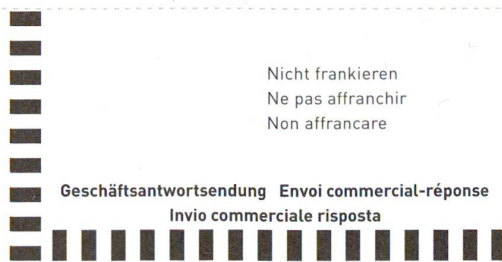 Nicht frankieren
Ne pas affranchir
Non affrancare
Geschäftsantwortsendung Envoi commercial-réponse
Invio commerciale risposta